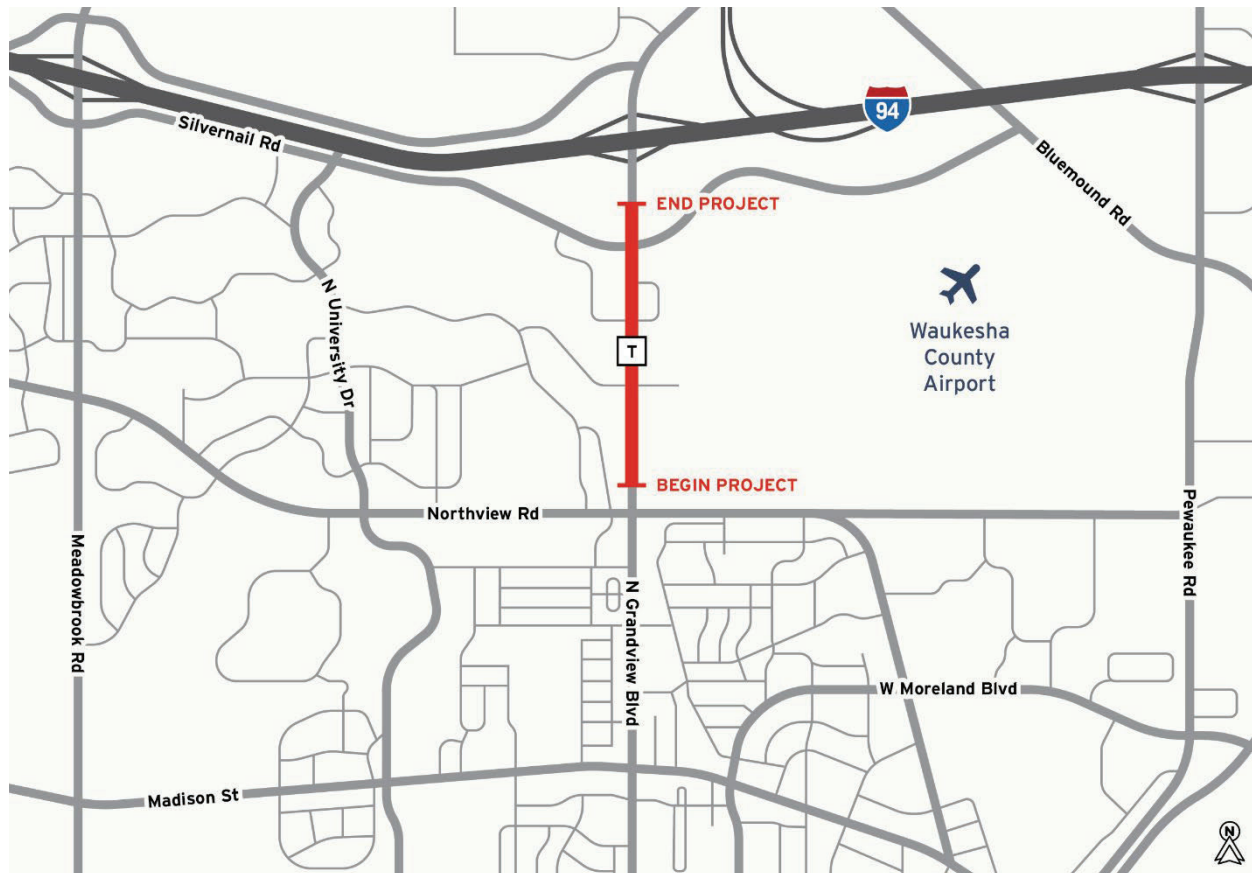 94
Silvernail Rd
Bluemound Rd
END PROJECT
N University Dr
T
Waukesha
County
Airport
BEGIN PROJECT
Northview Rd
Meadowbrook Rd
Pewaukee Rd
N Grandview Blvd
W Moreland Blvd
Madison St
N